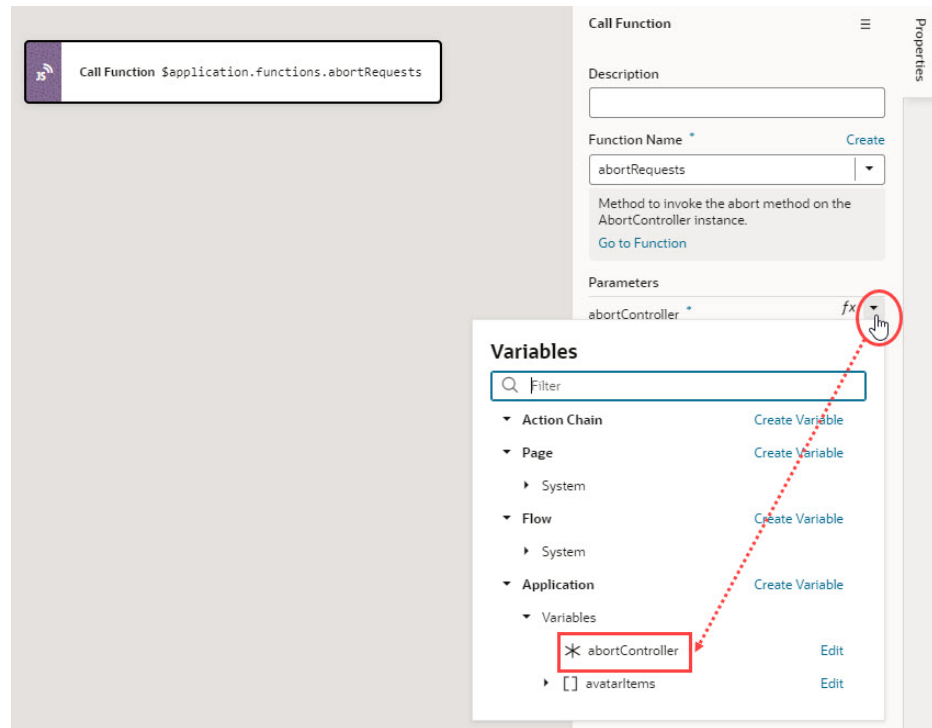 Call Function
Properties
JS
Call Function $application.functions.abortRequests
Description
Function Name *
Create
abortRequests
Method to invoke the abort method on the
AbortController instance.
Go to Function
Parameters
abortController *
fx
Variables
Filter
Action Chain
Create Variable
Page
Create Variable
System
Flow
Create Variable
System
Application
Create Variable
Variables
abortController
Edit
[] avatarItems
Edit